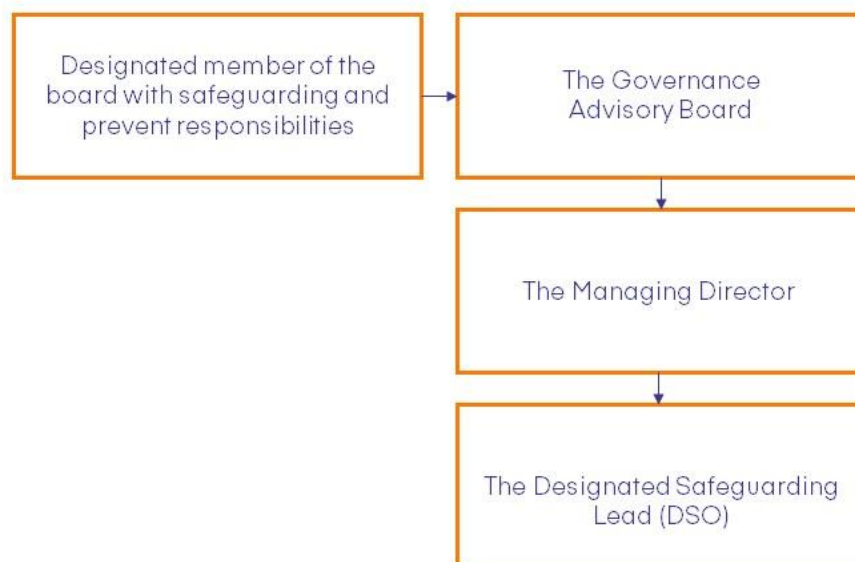 Designated member of the
board with safeguarding and
prevent responsibilities
The Governance
Advisory Board
The Managing Director
The Designated Safeguarding
Lead (DSO)